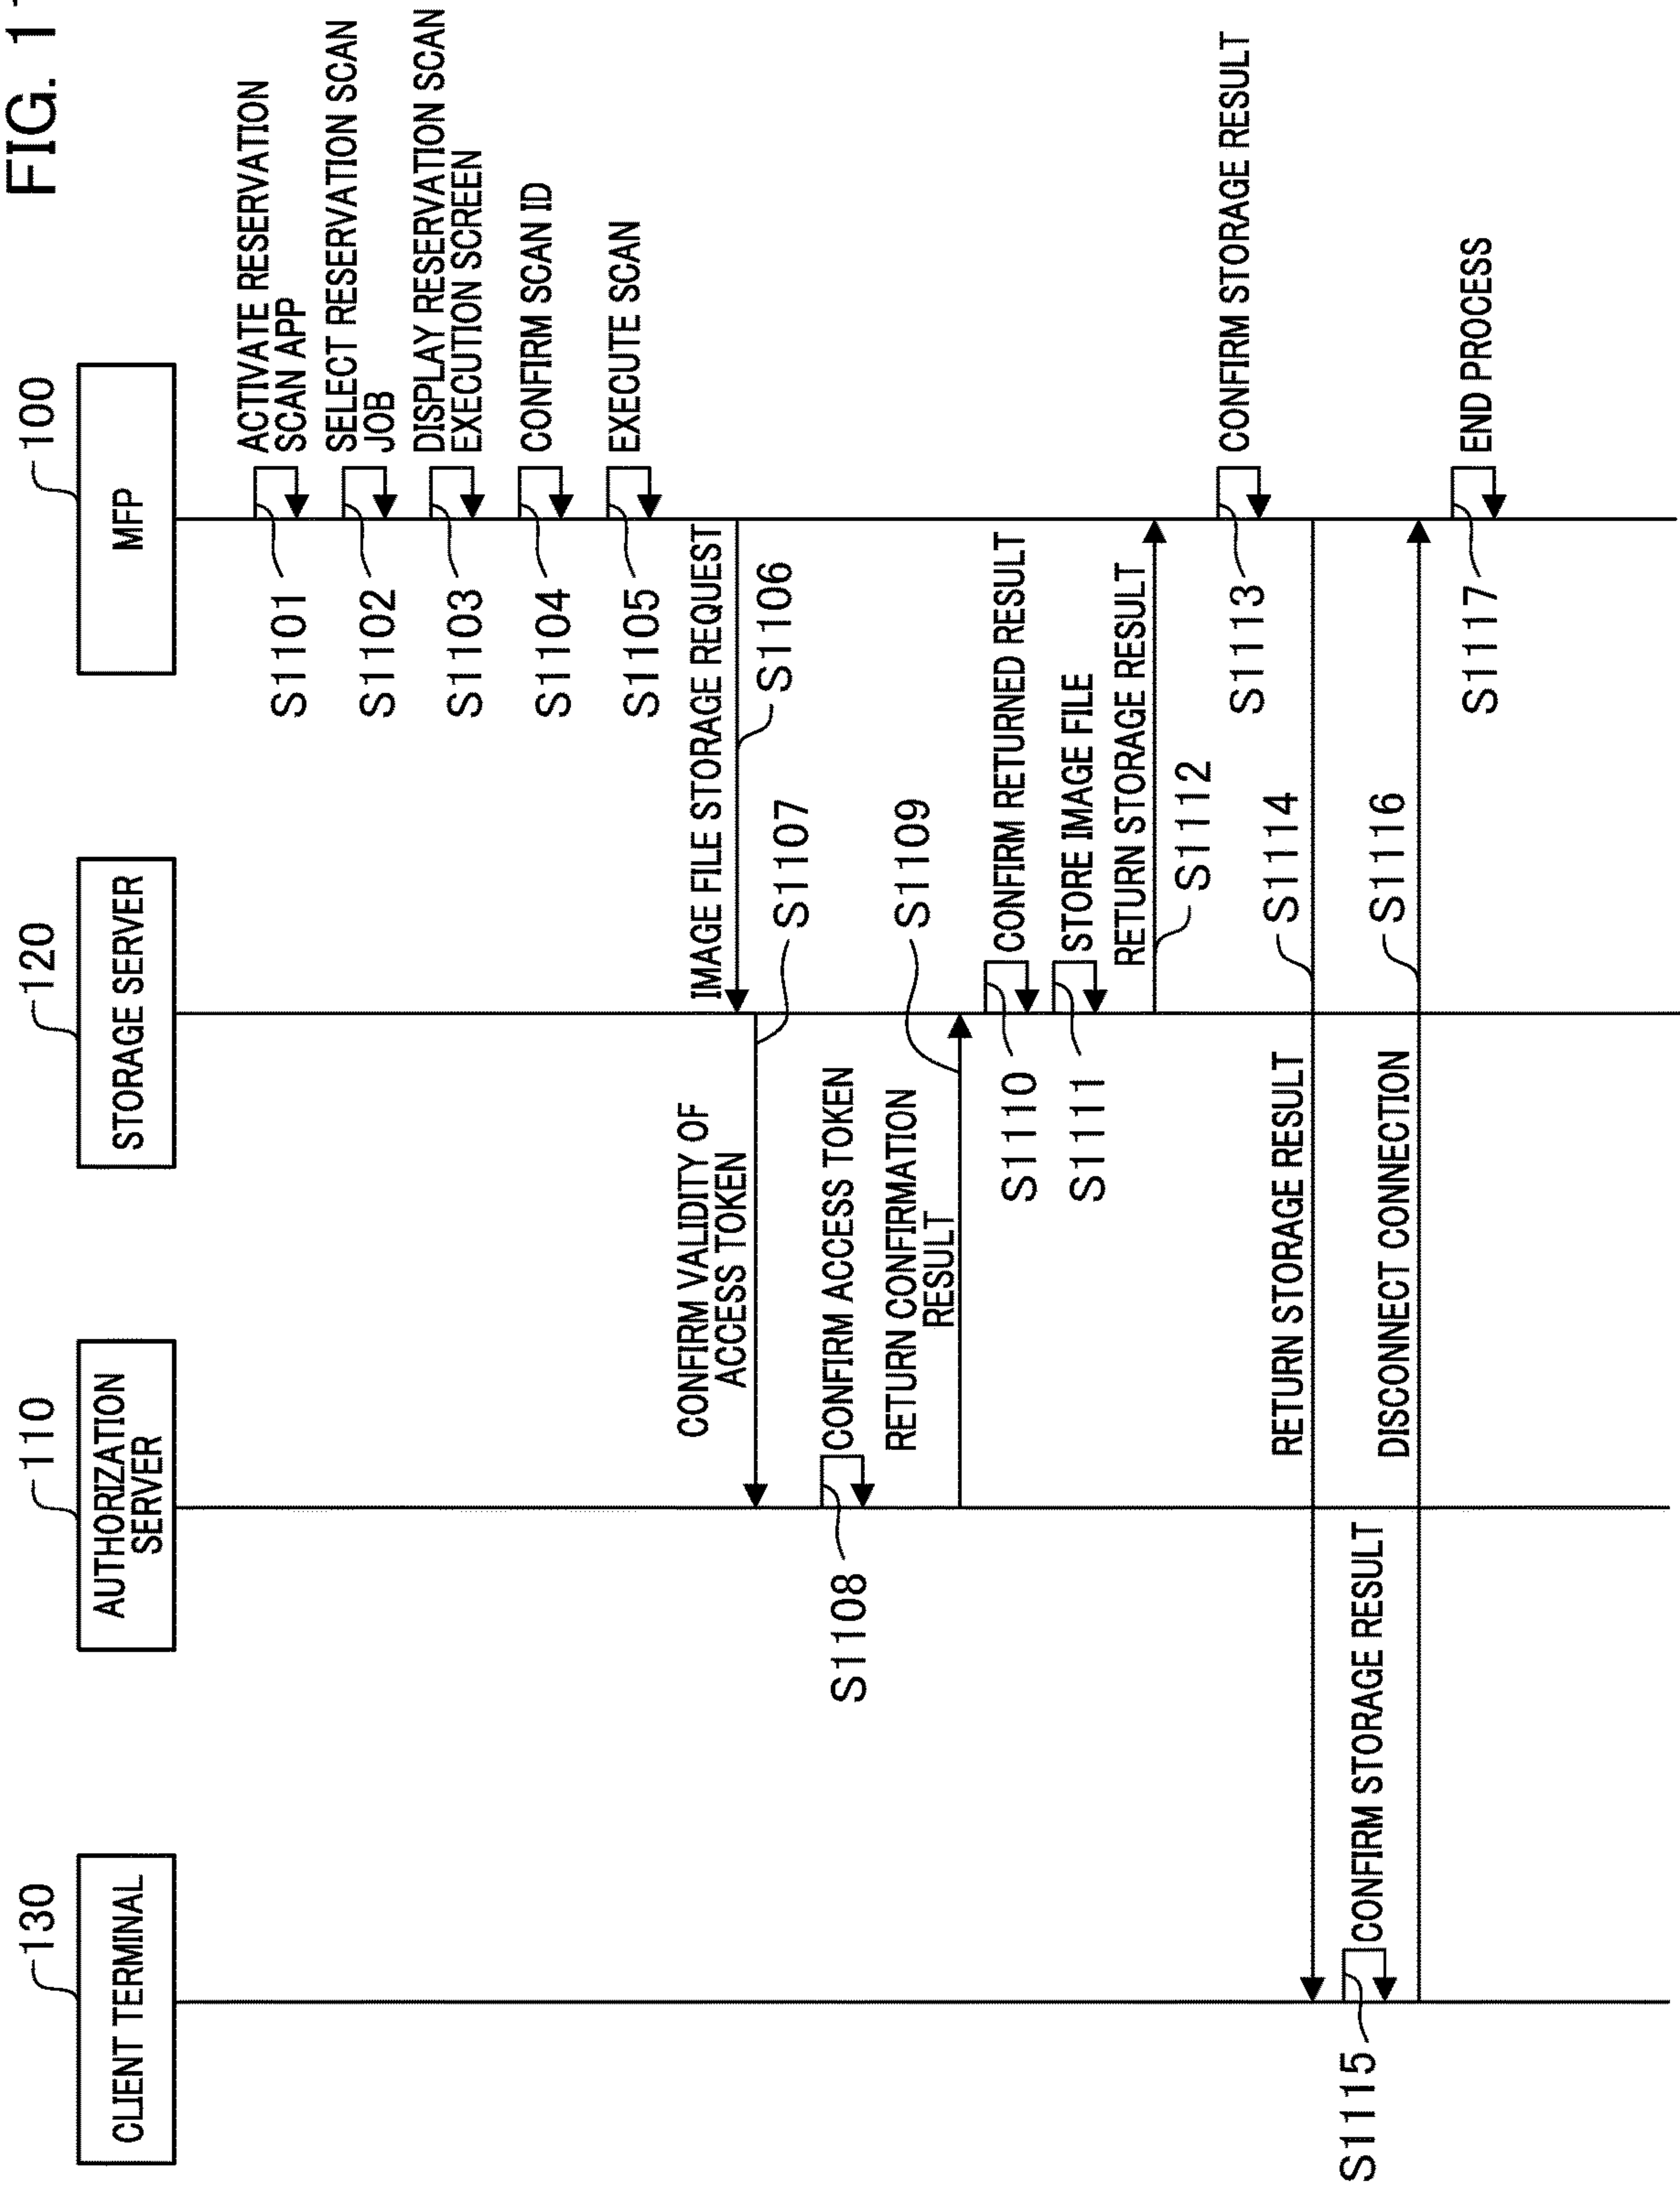 FIG. 11
130
110
120
100
CLIENT TERMINAL
AUTHORIZATION
SERVER
STORAGE SERVER
MFP
S1101
ACTIVATE RESERVATION
SCAN APP
S1102
SELECT RESERVATION SCAN
JOB
S1103
DISPLAY RESERVATION SCAN
EXECUTION SCREEN
S1104
CONFIRM SCAN ID
S1105
EXECUTE SCAN
IMAGE FILE STORAGE REQUEST
S1106
CONFIRM VALIDITY OF
ACCESS TOKEN
S1107
S1108
CONFIRM ACCESS TOKEN
RETURN CONFIRMATION
RESULT
S1109
S1110
CONFIRM RETURNED RESULT
S1111
STORE IMAGE FILE
RETURN STORAGE RESULT
S1112
S1113
CONFIRM STORAGE RESULT
RETURN STORAGE RESULT
S1114
S1115
CONFIRM STORAGE RESULT
DISCONNECT CONNECTION
S1116
S1117
END PROCESS